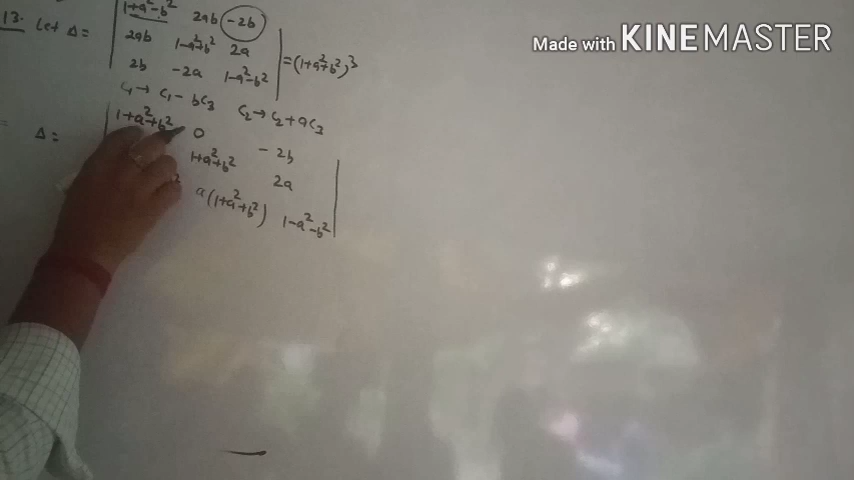 1+a²-b² 2ab -2b
13. Let Δ= 2ab 1-a²+b² 2a
2b -2a 1-a²-b² =(1+a²+b²)³
C₁→ C₁- bC₃ C₂→ C₂+aC₃
Δ= 1+a²+b² 0 -2b
1+a²+b² 2a
a(1+a²+b²) 1-a²-b²
Made with KINEMASTER